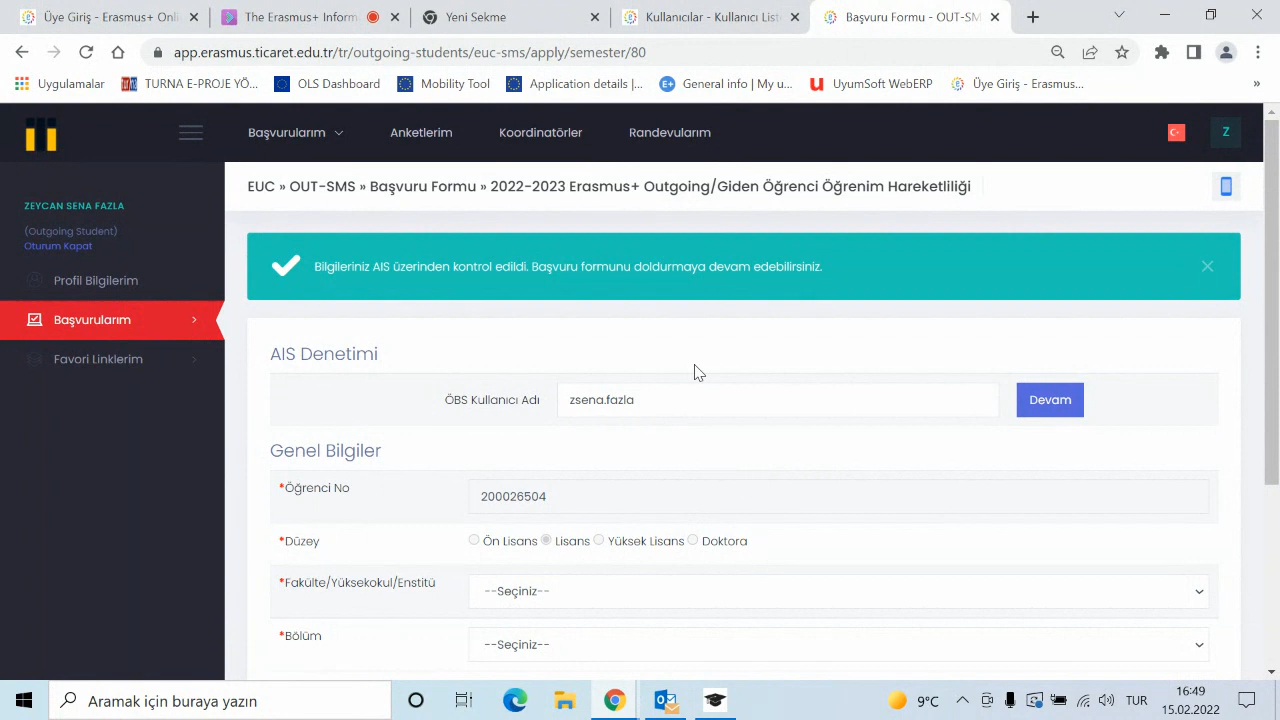 Üye Giriş - Erasmus Onli
Erasmus+ Inform
Yeni Sekme
Kullanıcılar - Kullanıcı Liste
Başvuru Formu - OUT-SM
app.erasmus.ticaret.edu.tr/tr/outgoing-students/euc-sms/apply/semester/80
Uygulamalar
TURNA E-PROJE YÖ...
OLS Dashboard
Mobility Tool
Application details |...
General info | My u...
UyumSoft WebERP
Üye Giriş - Erasmus...
»
Başvurularım
Anketlerim
Koordinatörler
Randevularım
Z
EUC » OUT-SMS » Başvuru Formu » 2022-2023 Erasmus+ Outgoing/Giden Öğrenci Öğrenim Hareketliliği
ZEYCAN SENA FAZLA
(Outgoing Student)
Oturum Kapat
Profil Bilgilerim
Başvurularım
Favori Linklerim
Bilgileriniz AIS üzerinden kontrol edildi. Başvuru formunu doldurmaya devam edebilirsiniz.
AIS Denetimi
ÖBS Kullanıcı Adı
zsena.fazla
Devam
Genel Bilgiler
*Öğrenci No
200026504
*Düzey
Ön Lisans Lisans Yüksek Lisans Doktora
*Fakülte/Yüksekokul/Enstitü
--Seçiniz--
*Bölüm
--Seçiniz--
Aramak için buraya yazın
9°C
TUR
16:49
15.02.2022